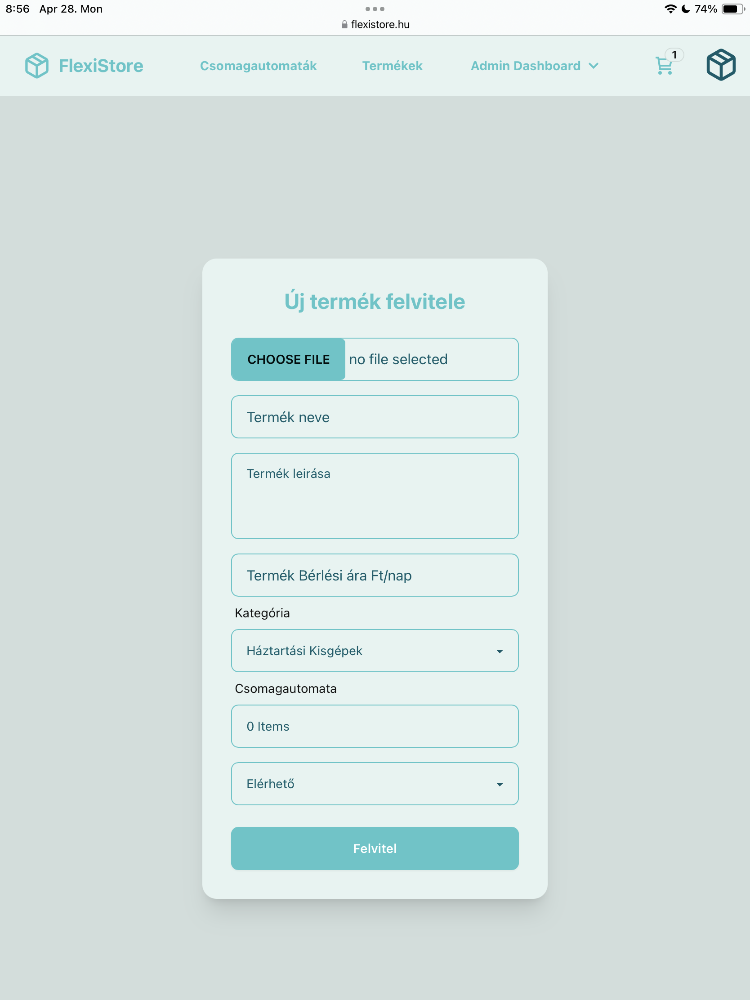 8:56 Apr 28. Mon
74%
flexistore.hu
FlexiStore Csomagautomaták Termékek Admin Dashboard 1
Új termék felvitele
CHOOSE FILE no file selected
Termék neve
Termék leirása
Termék Bérlési ára Ft/nap
Kategória
Háztartási Kisgépek
Csomagautomata
0 Items
Elérhető
Felvitel